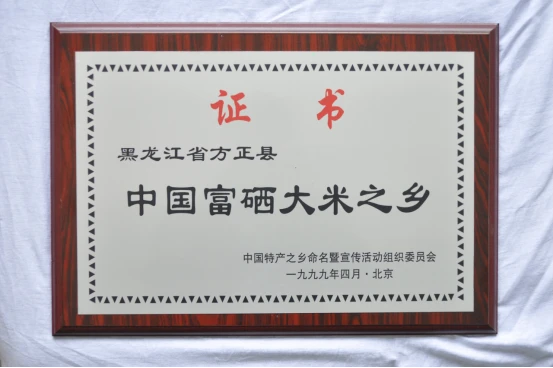 证 书
黑龙江省方正县
中国富硒大米之乡
中国特产之乡命名暨宣传活动组织委员会
一九九九年四月·北京